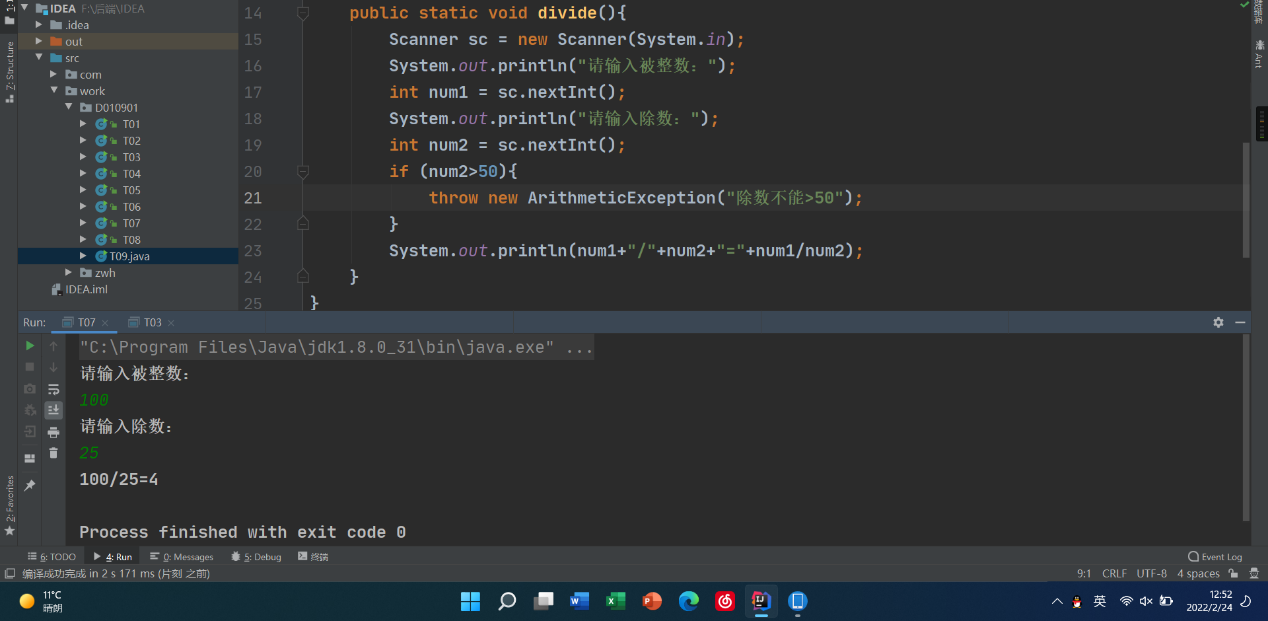 IDEA F:\后端\IDEA
.idea
out
src
com
work
D010901
T01
T02
T03
T04
T05
T06
T07
T08
T09.java
zwh
IDEA.iml
Z: Structure
2: Favorites
Ant
14 public static void divide(){
15 Scanner sc = new Scanner(System.in);
16 System.out.println("请输入被整数：");
17 int num1 = sc.nextInt();
18 System.out.println("请输入除数：");
19 int num2 = sc.nextInt();
20 if (num2>50){
21 throw new ArithmeticException("除数不能>50");
22 }
23 System.out.println(num1+"/"+num2+"="+num1/num2);
24 }
25 }
Run: T07 T03
"C:\Program Files\Java\jdk1.8.0_31\bin\java.exe" ...
请输入被整数：
100
请输入除数：
25
100/25=4
Process finished with exit code 0
6: TODO 4: Run 0: Messages 5: Debug 终端 Event Log
编译成功完成 in 2 s 171 ms (片刻 之前) 9:1 CRLF UTF-8 4 spaces
11°C
晴朗
英
12:52
2022/2/24